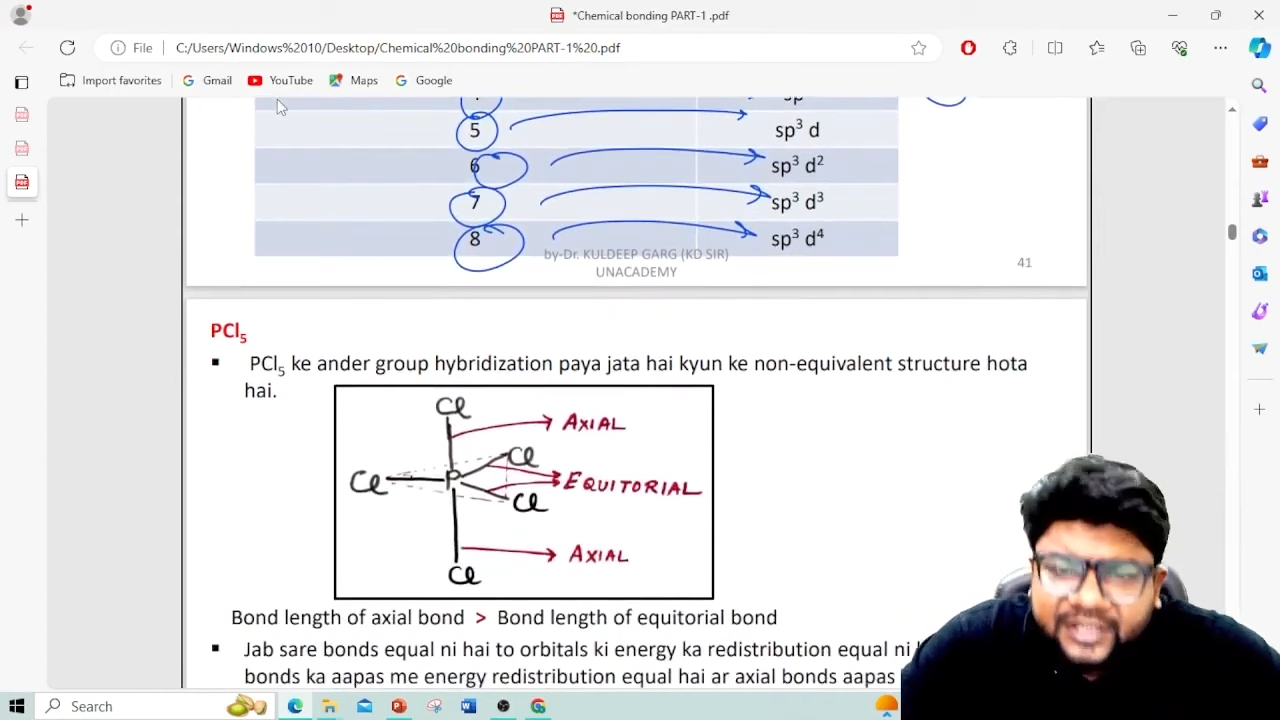 *Chemical bonding PART-1 .pdf
File
C:/Users/Windows%2010/Desktop/Chemical%20bonding%20PART-1%20.pdf
Import favorites
Gmail
YouTube
Maps
Google
5
sp³ d
6
sp³ d²
7
sp³ d³
8
sp³ d⁴
by-Dr. KULDEEP GARG (KD SIR)
UNACADEMY
41
PCl₅
▪ PCl₅ ke ander group hybridization paya jata hai kyun ke non-equivalent structure hota
hai.
Cl
AXIAL
Cl
Cl
P
EQUITORIAL
Cl
AXIAL
Cl
Bond length of axial bond > Bond length of equitorial bond
▪ Jab sare bonds equal ni hai to orbitals ki energy ka redistribution equal ni
bonds ka aapas me energy redistribution equal hai ar axial bonds aapas
Search